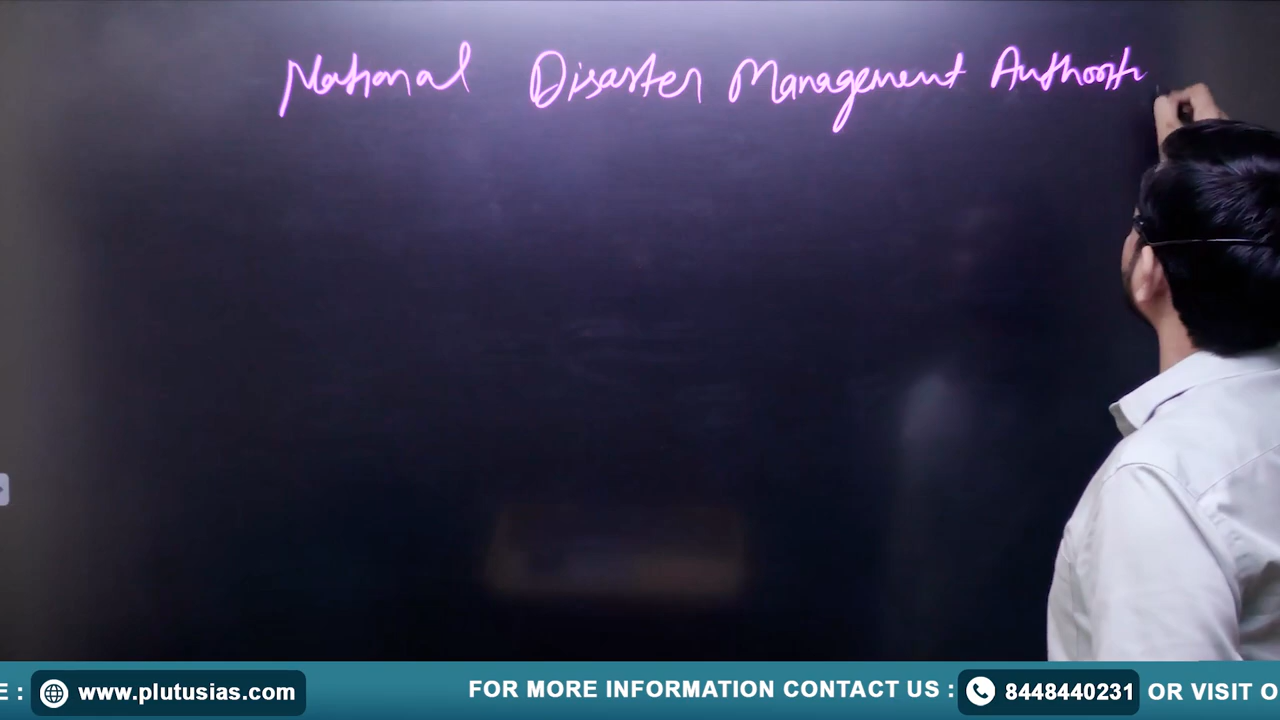 National Disaster Management Authorit
E : www.plutusias.com FOR MORE INFORMATION CONTACT US : 8448440231 OR VISIT O